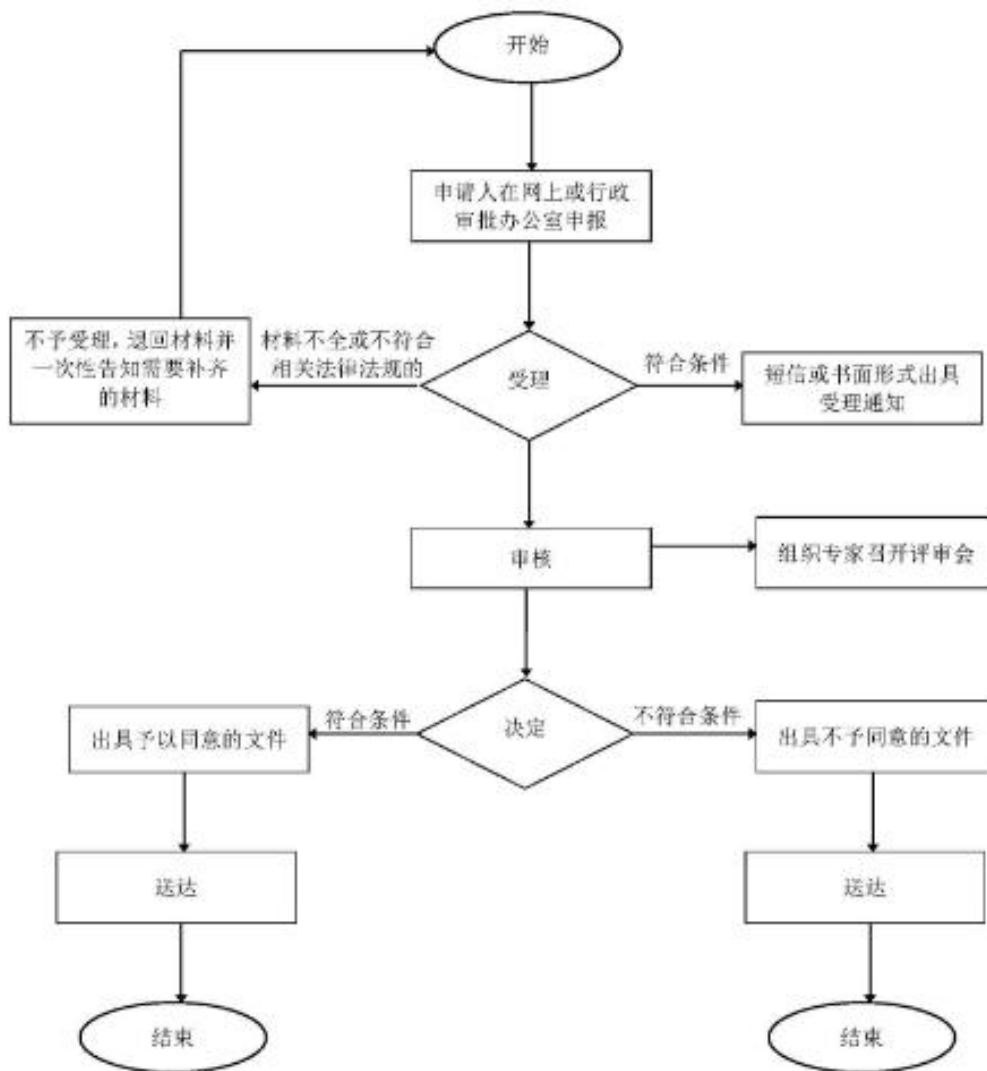 开始
申请人在网上或行政
审批办公室申报
不予受理，退回材料并
一次性告知需要补齐
的材料
材料不全或不符合
相关法律法规的
受理
符合条件
短信或书面形式出具
受理通知
审核
组织专家召开评审会
出具予以同意的文件
符合条件
决定
不符合条件
出具不予同意的文件
送达
送达
结束
结束